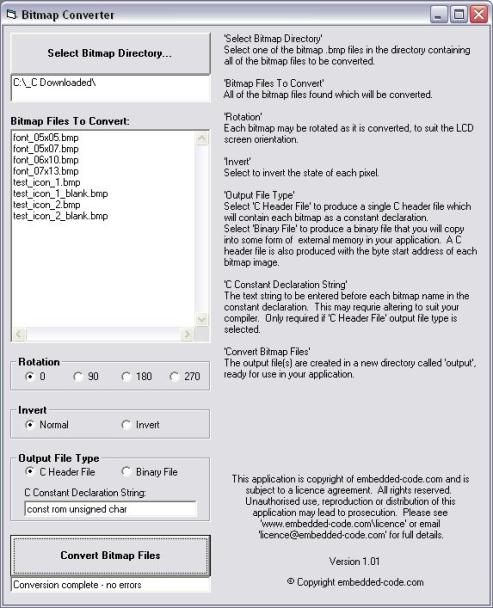 Bitmap Converter
Select Bitmap Directory...
C:\_C Downloaded\
Bitmap Files To Convert:
font_05x05.bmp
font_05x07.bmp
font_06x10.bmp
font_07x13.bmp
test_icon_1.bmp
test_icon_1_blank.bmp
test_icon_2.bmp
test_icon_2_blank.bmp
Rotation
0 90 180 270
Invert
Normal Invert
Output File Type
C Header File Binary File
C Constant Declaration String:
const rom unsigned char
Convert Bitmap Files
Conversion complete - no errors
'Select Bitmap Directory'
Select one of the bitmap .bmp files in the directory containing
all of the bitmap files to be converted.
'Bitmap Files To Convert'
All of the bitmap files found which will be converted.
'Rotation'
Each bitmap may be rotated as it is converted, to suit the LCD
screen orientation.
'Invert'
Select to invert the state of each pixel.
'Output File Type'
Select 'C Header File' to produce a single C header file which
will contain each bitmap as a constant declaration.
Select 'Binary File' to produce a binary file that you will copy
into some form of external memory in your application. A C
header file is also produced with the byte start address of each
bitmap image.
'C Constant Declaration String'
The text string to be entered before each bitmap name in the
constant declaration. This may requrie altering to suit your
compiler. Only required if 'C Header File' output file type is
selected.
'Convert Bitmap Files'
The output file(s) are created in a new directory called 'output',
ready for use in your application.
This application is copyright of embedded-code.com and is
subject to a licence agreement. All rights reserved.
Unauthorised use, reproduction or distribution of this
application may lead to prosecution. Please see
'www.embedded-code.com\licence' or email
'licence@embedded-code.com' for full details.
Version 1.01
© Copyright embedded-code.com